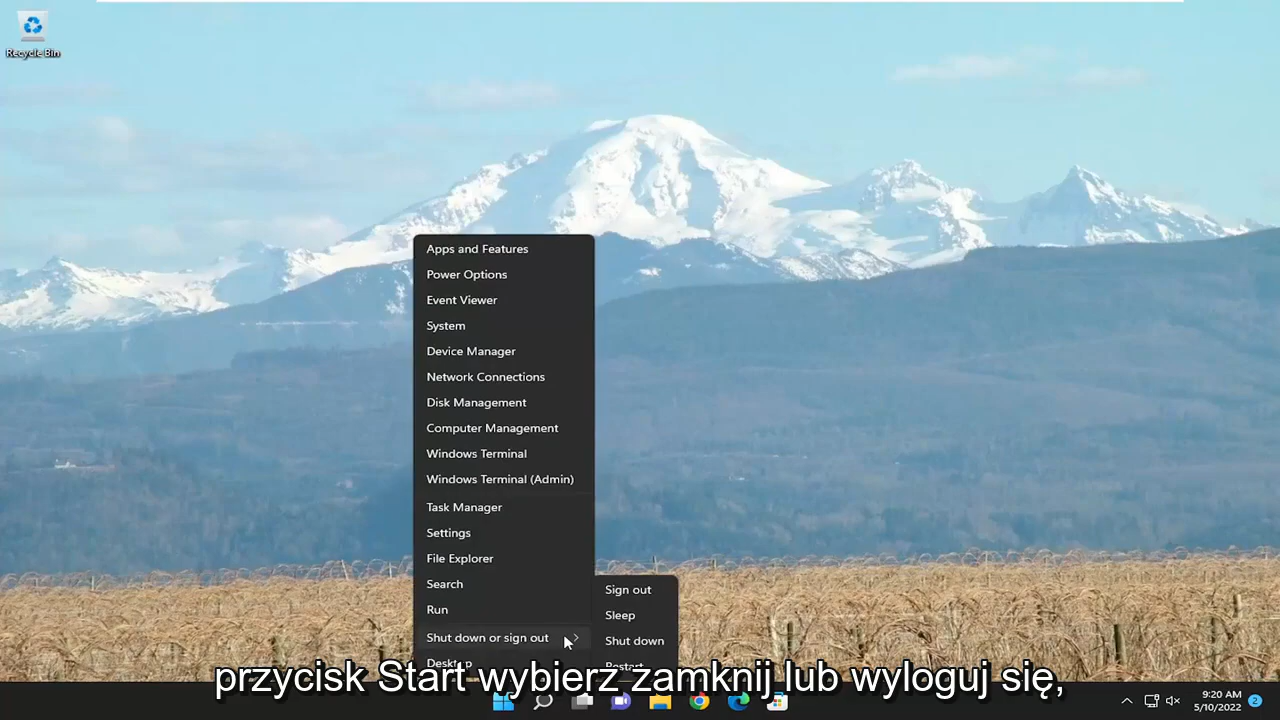 Recycle Bin
Apps and Features
Power Options
Event Viewer
System
Device Manager
Network Connections
Disk Management
Computer Management
Windows Terminal
Windows Terminal (Admin)
Task Manager
Settings
File Explorer
Search
Run
Shut down or sign out
Desktop
Sign out
Sleep
Shut down
Restart
przycisk Start wybierz zamknij lub wyloguj się,
9:20 AM
5/10/2022
2